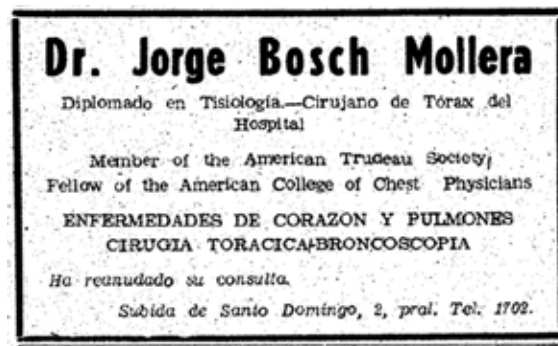 Dr. Jorge Bosch Mollera
Diplomado en Tisiología.—Cirujano de Tórax del
Hospital
Member of the American Trudeau Society;
Fellow of the American College of Chest Physicians
ENFERMEDADES DE CORAZON Y PULMONES
CIRUGIA TORACICA-BRONCOSCOPIA
Ha reanudado su consulta.
Subida de Santo Domingo, 2, pral. Tel. 1702.